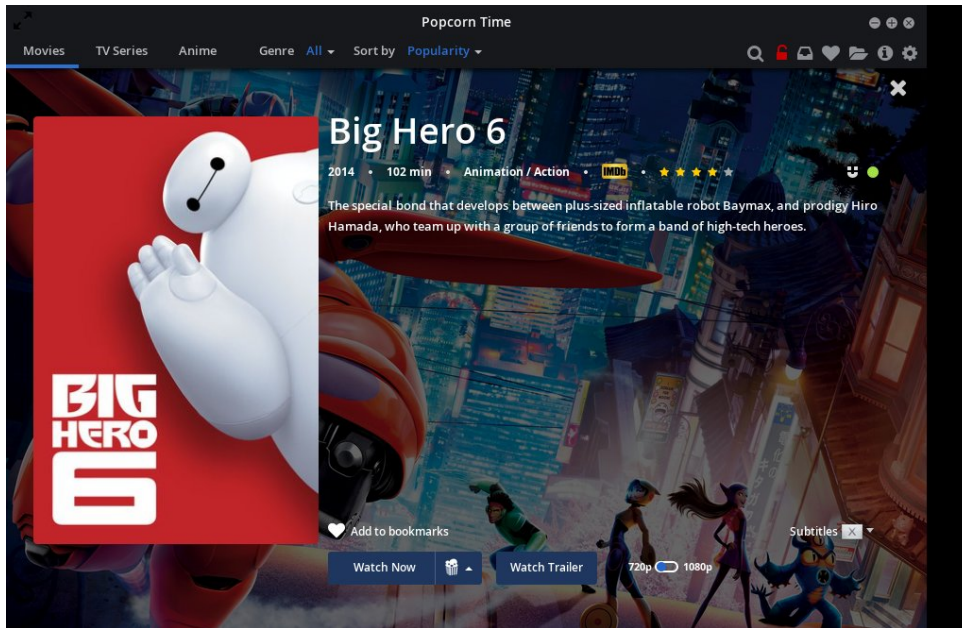 Popcorn Time
Movies TV Series Anime Genre All Sort by Popularity
Big Hero 6
2014 • 102 min • Animation / Action • IMDb •
The special bond that develops between plus-sized inflatable robot Baymax, and prodigy Hiro
Hamada, who team up with a group of friends to form a band of high-tech heroes.
BIG
HERO
6
Add to bookmarks Subtitles X
Watch Now Watch Trailer 720p 1080p